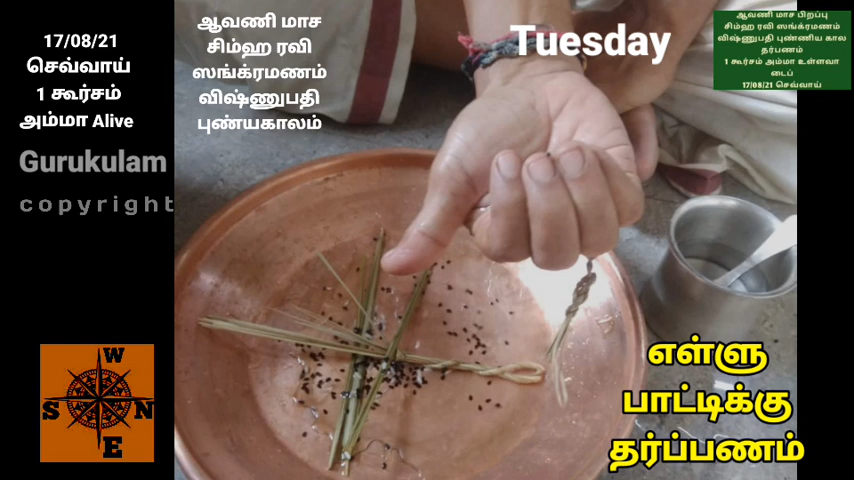 17/08/21
செவ்வாய்
1 கூர்சம்
அம்மா Alive
Gurukulam
copyright
ஆவணி மாச
சிம்ஹ ரவி
ஸங்க்ரமணம்
விஷ்ணுபதி
புண்யகாலம்
Tuesday
ஆவணி மாச பிறப்பு
சிம்ஹ ரவி ஸங்க்ரமணம்
விஷ்ணுபதி புண்ணிய கால
தர்பணம்
1 கூர்சம் அம்மா உள்ளவா
டைப்
17/08/21 செவ்வாய்
W
S N
E
எள்ளு
பாட்டிக்கு
தர்ப்பணம்